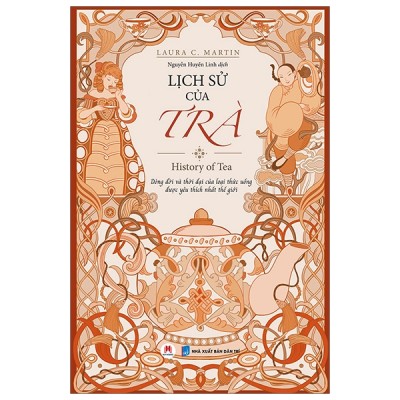 LAURA C. MARTIN
Nguyễn Huyền Linh dịch
LỊCH SỬ
CỦA
TRÀ
History of Tea
Dòng đời và thời đại của loại thức uống
được yêu thích nhất thế giới
NHÀ XUẤT BẢN DÂN TRÍ